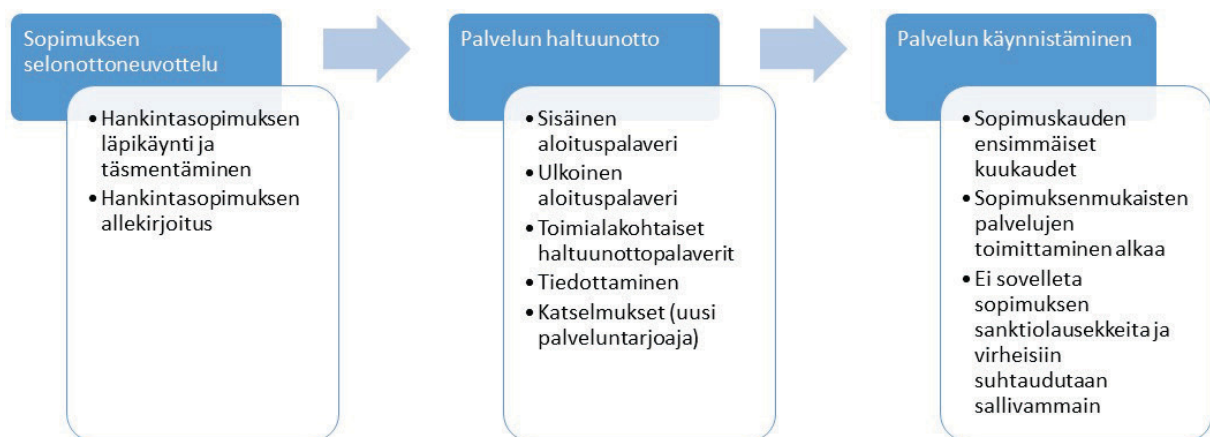 Sopimuksen
selonottoneuvottelu
• Hankintasopimuksen
läpikäynti ja
täsmentäminen
• Hankintasopimuksen
allekirjoitus
Palvelun haltuunotto
• Sisäinen
aloituspalaveri
• Ulkoinen
aloituspalaveri
• Toimialakohtaiset
haltuunottopalaverit
• Tiedottaminen
• Katselmukset (uusi
palveluntarjoaja)
Palvelun käynnistäminen
• Sopimuskauden
ensimmäiset
kuukaudet
• Sopimuksenmukaisten
palvelujen
toimittaminen alkaa
• Ei sovelleta
sopimuksen
sanktiolausekkeita ja
virheisiin
suhtaudutaan
sallivammain